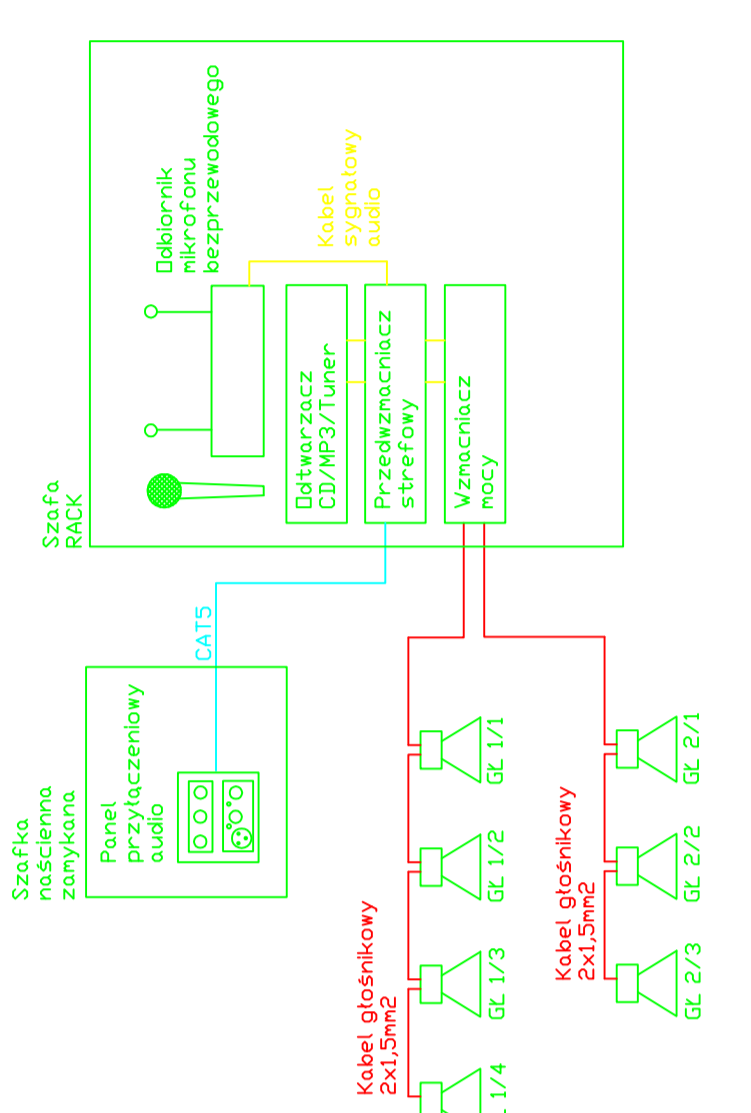 Szafa
RACK
Odbiornik
mikrofonu
bezprzewodowego
Kabel
sygnałowy
audio
Odtwarzacz
CD/MP3/Tuner
Przedwzmacniacz
strefowy
Wzmacniacz
mocy
CAT5
Szafka
naścienna
zamykana
Panel
przyłączeniowy
audio
GŁ 1/1
GŁ 1/2
GŁ 1/3
1/4
Kabel głośnikowy
2x1,5mm2
GŁ 2/1
GŁ 2/2
GŁ 2/3
Kabel głośnikowy
2x1,5mm2